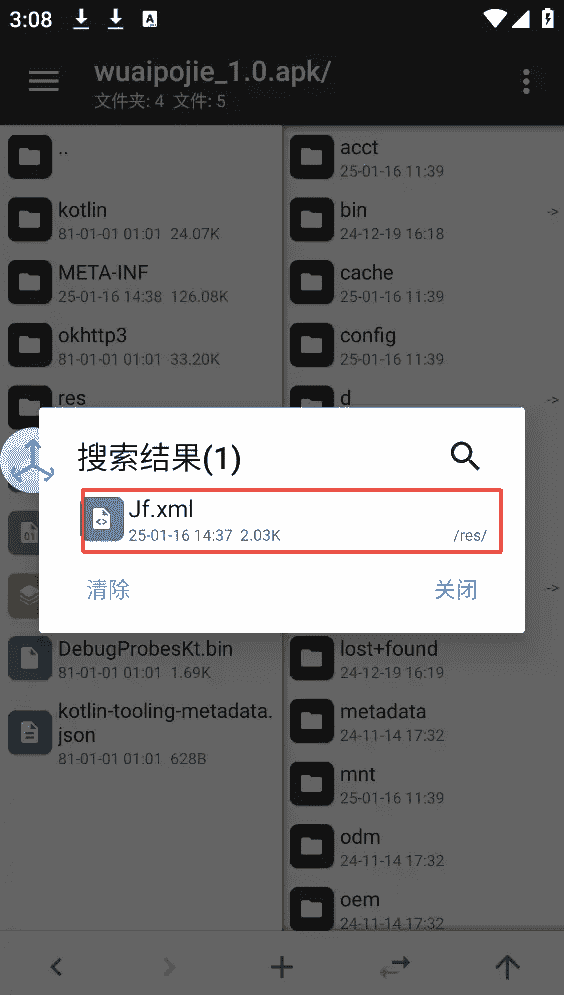 3:08
A
wuaipojie_1.0.apk/
文件夹: 4 文件: 5
..
kotlin
81-01-01 01:01 24.07K
META-INF
25-01-16 14:38 126.08K
okhttp3
81-01-01 01:01 33.20K
res
acct
25-01-16 11:39
bin
24-12-19 16:18
->
cache
25-01-16 11:39
config
25-01-16 11:39
d
->
搜索结果(1)
Jf.xml
25-01-16 14:37 2.03K
/res/
清除
关闭
01
->
DebugProbesKt.bin
81-01-01 01:01 1.69K
kotlin-tooling-metadata.
json
81-01-01 01:01 628B
lost+found
24-12-19 16:19
metadata
24-11-14 17:32
mnt
25-01-16 11:39
odm
24-11-14 17:32
oem
24-11-14 17:32